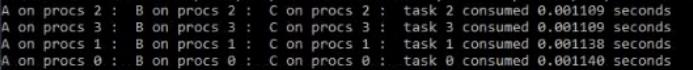 A on procs 2 :  B on procs 2 :  C on procs 2 :  task 2 consumed 0.001109 seconds
A on procs 3 :  B on procs 3 :  C on procs 3 :  task 3 consumed 0.001109 seconds
A on procs 1 :  B on procs 1 :  C on procs 1 :  task 1 consumed 0.001138 seconds
A on procs 0 :  B on procs 0 :  C on procs 0 :  task 0 consumed 0.001140 seconds